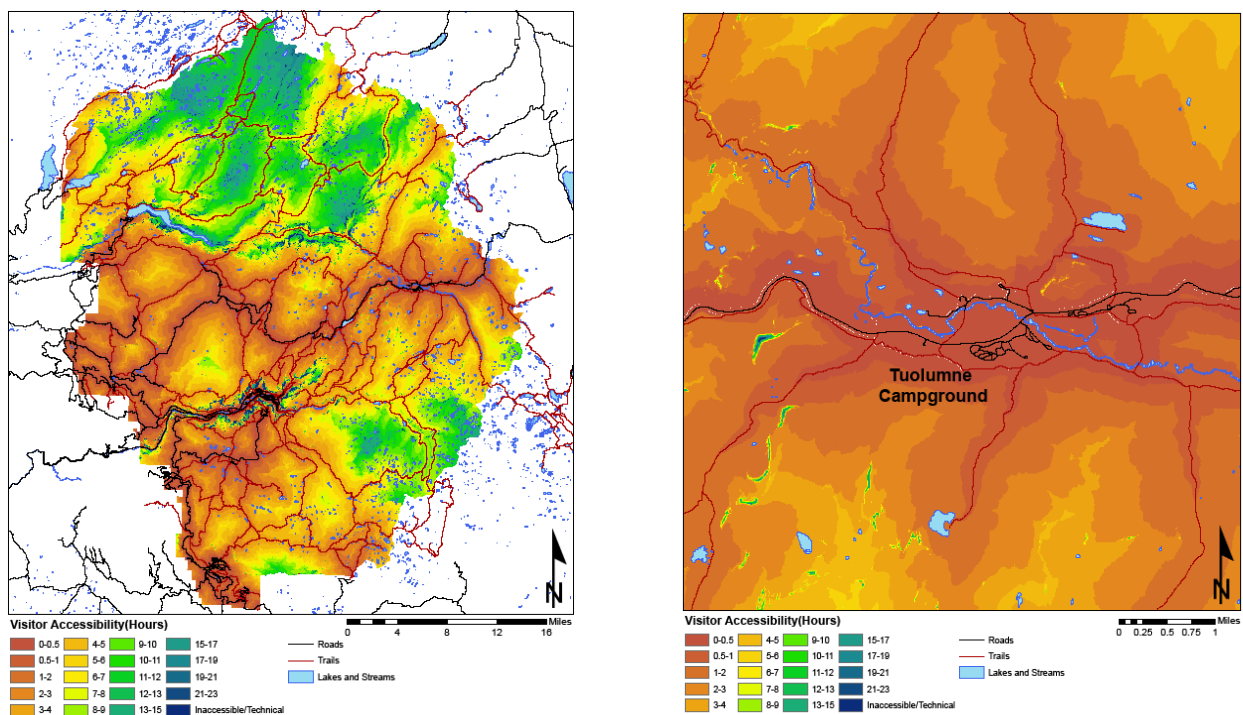 N
Visitor Accessibility(Hours)
0-0.5 4-5 9-10 15-17
0.5-1 5-6 10-11 17-19
1-2 6-7 11-12 19-21
2-3 7-8 12-13 21-23
3-4 8-9 13-15 Inaccessible/Technical
Roads
Trails
Lakes and Streams
Miles
0 4 8 12 16
Tuolumne
Campground
N
Visitor Accessibility(Hours)
0-0.5 4-5 9-10 15-17
0.5-1 5-6 10-11 17-19
1-2 6-7 11-12 19-21
2-3 7-8 12-13 21-23
3-4 8-9 13-15 Inaccessible/Technical
Roads
Trails
Lakes and Streams
Miles
0 0.25 0.5 0.75 1